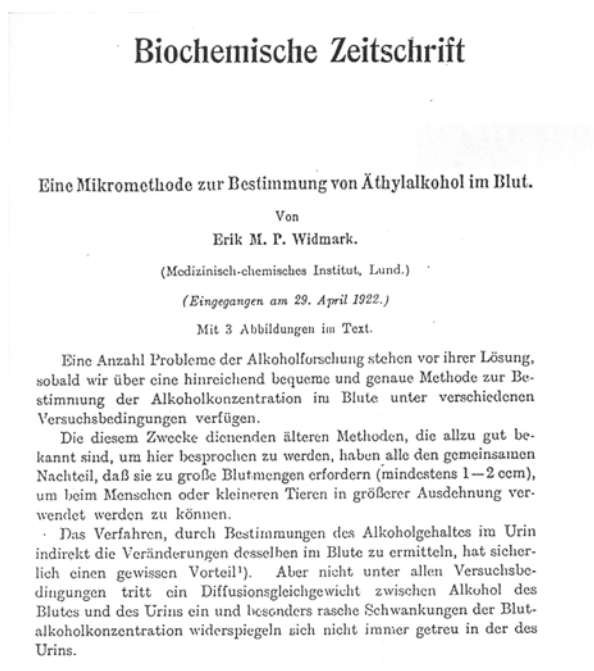 Biochemische Zeitschrift
Eine Mikromethode zur Bestimmung von Äthylalkohol im Blut.
Von
Erik M. P. Widmark.
(Medizinisch-chemisches Institut, Lund.)
(Eingegangen am 29. April 1922.)
Mit 3 Abbildungen im Text.
Eine Anzahl Probleme der Alkoholforschung stehen vor ihrer Lösung,
sobald wir über eine hinreichend bequeme und genaue Methode zur Be-
stimmung der Alkoholkonzentration im Blute unter verschiedenen
Versuchsbedingungen verfügen.
Die diesem Zwecke dienenden älteren Methoden, die allzu gut be-
kannt sind, um hier besprochen zu werden, haben alle den gemeinsamen
Nachteil, daß sie zu große Blutmengen erfordern (mindestens 1—2 ccm),
um beim Menschen oder kleineren Tieren in größerer Ausdehnung ver-
wendet werden zu können.
Das Verfahren, durch Bestimmungen des Alkoholgehaltes im Urin
indirekt die Veränderungen desselben im Blute zu ermitteln, hat sicher-
lich einen gewissen Vorteil¹). Aber nicht unter allen Versuchsbe-
dingungen tritt ein Diffusionsgleichgewicht zwischen Alkohol des
Blutes und des Urins ein und besonders rasche Schwankungen der Blut-
alkoholkonzentration widerspiegeln sich nicht immer getreu in der des
Urins.